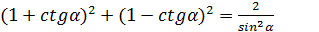 (1 + ctgα)² + (1 − ctgα)² = 2/sin²α